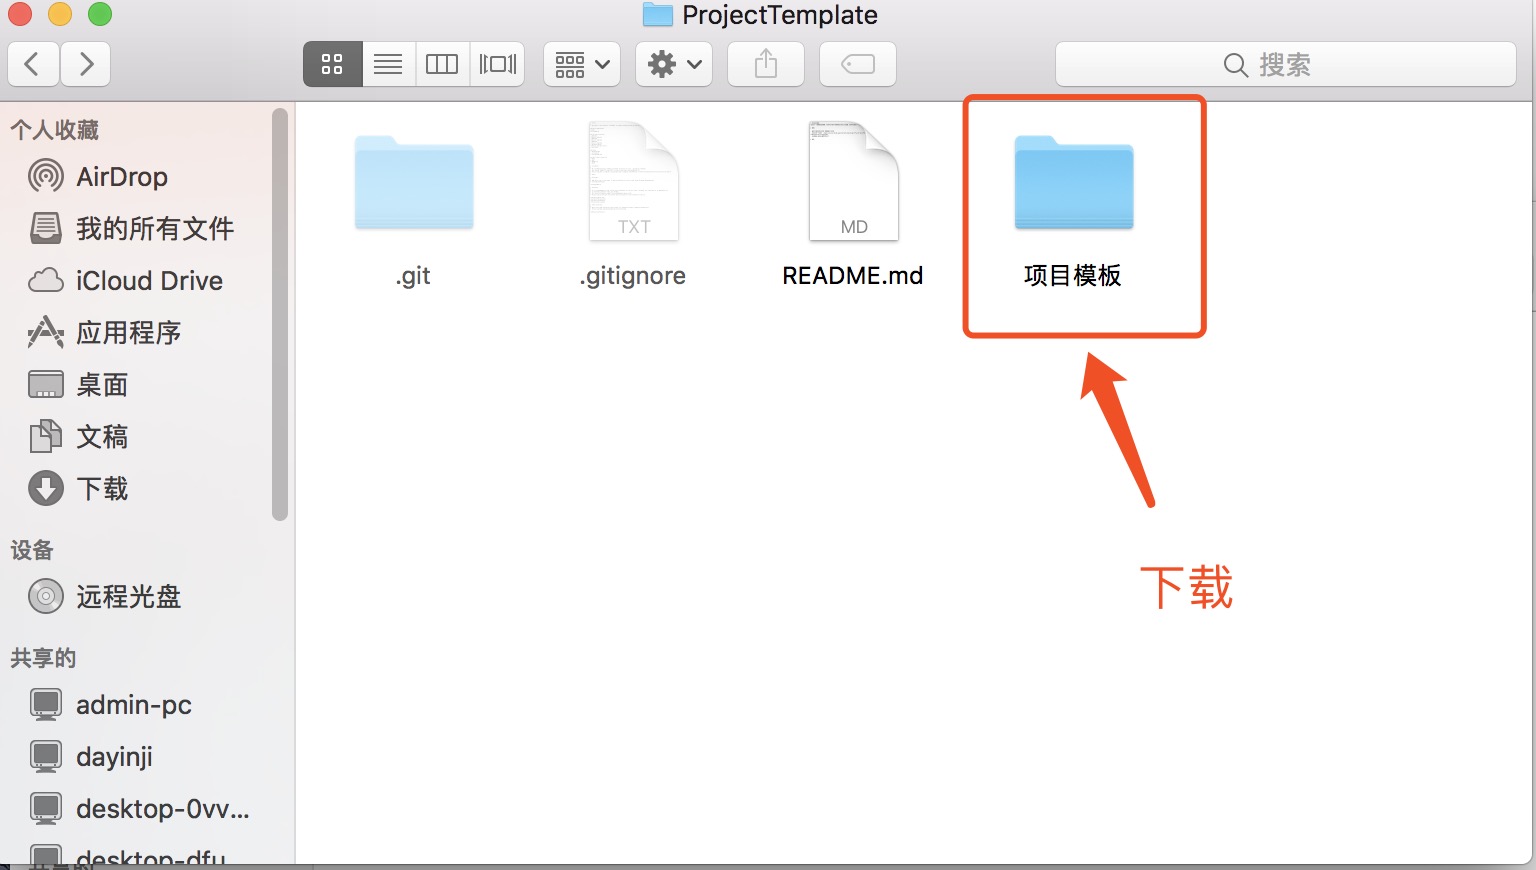 ProjectTemplate
搜索
个人收藏
AirDrop
我的所有文件
iCloud Drive
应用程序
桌面
文稿
下载
设备
远程光盘
共享的
admin-pc
dayinji
desktop-0vv...
desktop-dfu
TXT
MD
.git
.gitignore
README.md
项目模板
下载